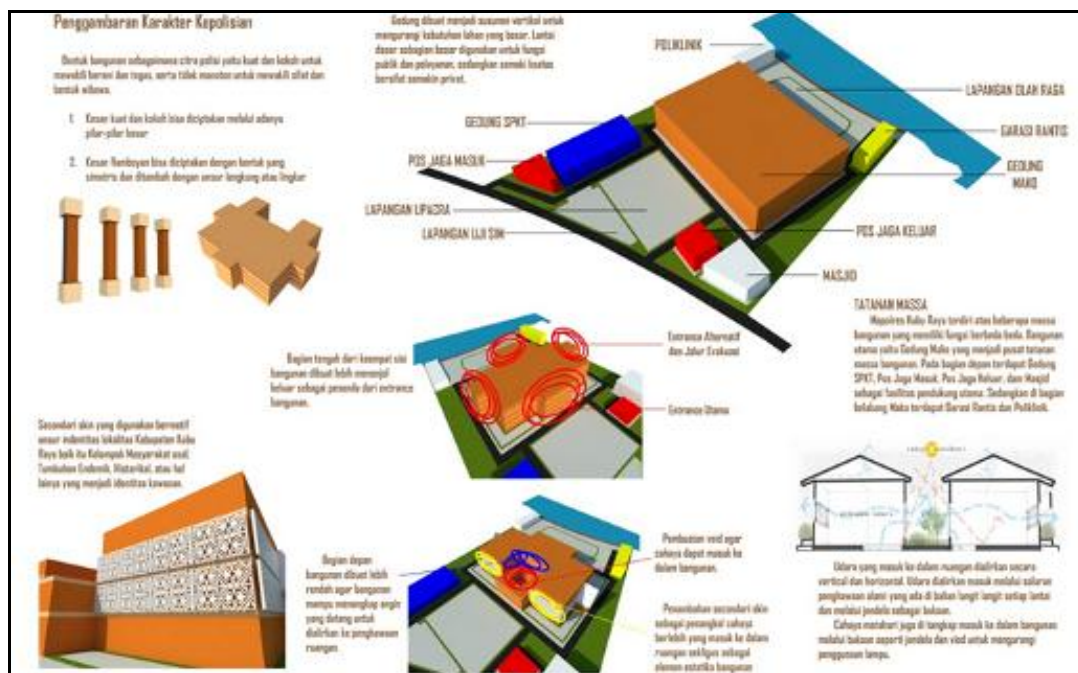 Penggambaran Karakter Kepolisian
Bentuk bangunan sebagaimana citra polisi yaitu kuat dan kokoh untuk
mewakili berani dan tegas, serta tidak monoton untuk mewakili sifat dan
bentuk wibawa.
1. Kesan kuat dan kokoh bisa diciptakan melalui adanya
pilar-pilar besar
2. Kesan flamboyan bisa diciptakan dengan bentuk yang
simetris dan ditambah dengan unsur lengkung atau lingkar
Gedung dibuat menjadi susunan vertikal untuk
mengurangi kebutuhan lahan yang besar. Lantai
dasar sebagian besar digunakan untuk fungsi
publik dan pelayanan, sedangkan semaki keatas
bersifat semakin privat.
POLIKLINIK
LAPANGAN OLAH RAGA
GEDUNG SPKT
GARASI RANTIS
POS JAGA MASUK
GEDUNG
MAKO
LAPANGAN UPACRA
LAPANGAN UJI SIM
POS JAGA KELUAR
MASJID
TATANAN MASSA
Mapolres Kubu Raya terdiri atas beberapa massa
bangunan yang memiliki fungsi berbeda beda. Bangunan
utama yaitu Gedung Mako yang menjadi pusat tatanan
massa bangunan. Pada bagian depan terdapat Gedung
SPKT, Pos Jaga Masuk, Pos Jaga Keluar, dam Masjid
sebagai fasilitas pendukung utama. Sedangkan di bagian
belakang Mako terdapat Garasi Rantis dan Poliklinik.
Bagian tengah dari keempat sisi
bangunan dibuat lebih menonjol
keluar sebagai penanda dari entrance
bangunan.
Entrance Alternatif
dan Jalur Evakuasi
Entrance Utama
Secondari skin yang digunakan bermotif
unsur indentitas lokalitas Kabupaten Kubu
Raya baik itu Kelompok Masyarakat asal,
Tumbuhan Endemik, Historikal, atau hal
lainya yang menjadi identitas kawasan.
Bagian depan
bangunan dibuat lebih
rendah agar bangunan
mampu menangkap angin
yang datang untuk
dialirkan ke penghawaan
ruangan.
Pembuatan void agar
cahaya dapat masuk ke
dalam bangunan.
Penambahan secondari skin
sebagai penangkal cahaya
berlebih yang masuk ke dalam
ruangan sekligus sebagai
elemen estetika bangunan
Udara yang masuk ke dalam ruangan dialirkan secara
vertical dan horizontal. Udara dialirkan masuk melalui saluran
penghawaan alami yang ada di bukan langit langit setiap lantai
dan melalui jendela sebagai bukaan.
Cahaya matahari juga di tangkap masuk ke dalam bangunan
melalui bukaan seperti jendela dan void untuk mengurangi
penggunaan lampu.